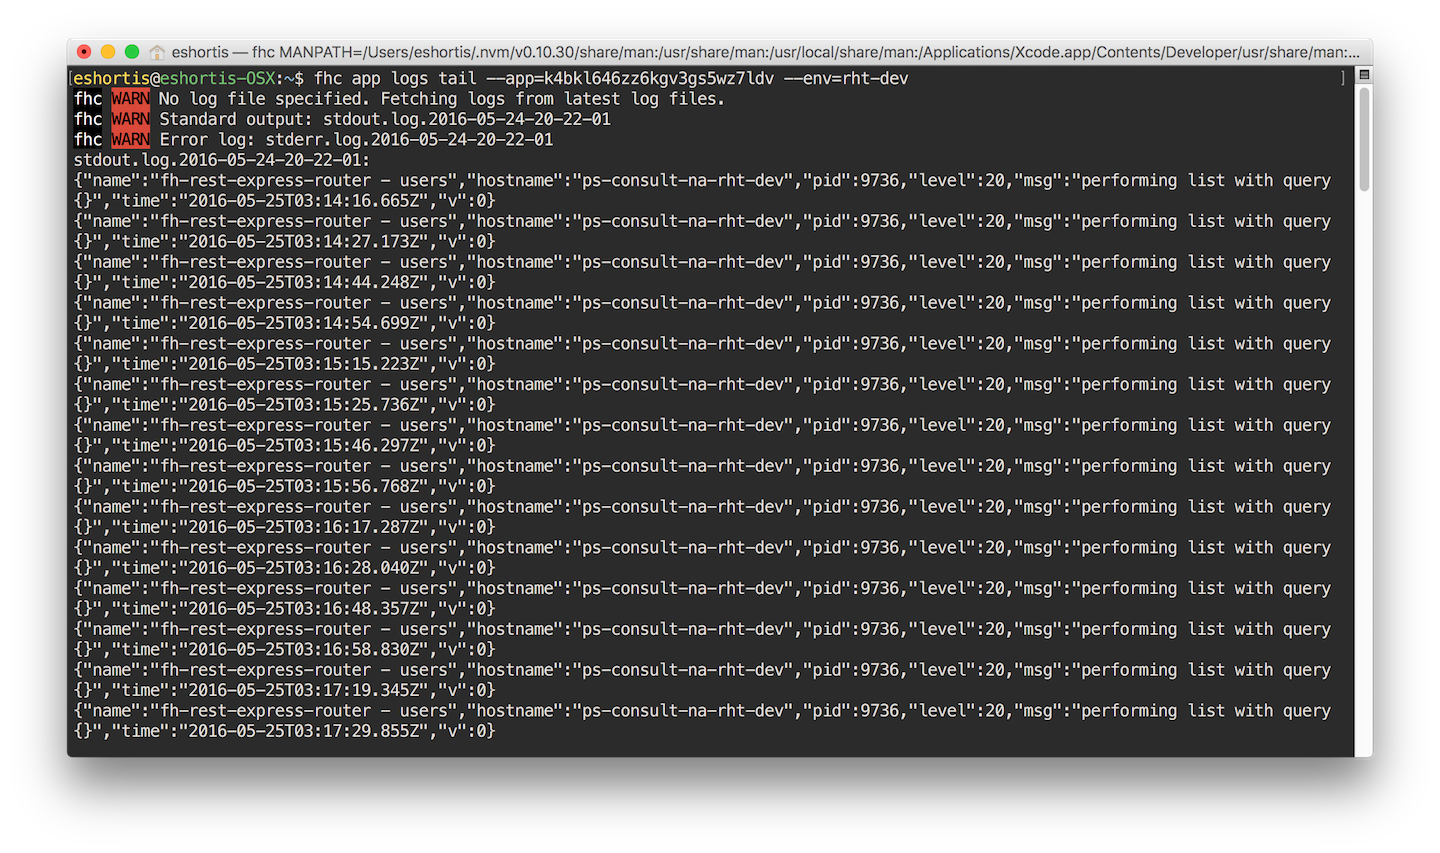 eshortis — fhc MANPATH=/Users/eshortis/.nvm/v0.10.30/share/man:/usr/share/man:/usr/local/share/man:/Applications/Xcode.app/Contents/Developer/usr/share/man:...
[eshortis@eshortis-OSX:~$ fhc app logs tail --app=k4bkl646zz6kgv3gs5wz7ldv --env=rht-dev ]
fhc WARN No log file specified. Fetching logs from latest log files.
fhc WARN Standard output: stdout.log.2016-05-24-20-22-01
fhc WARN Error log: stderr.log.2016-05-24-20-22-01
stdout.log.2016-05-24-20-22-01:
{"name":"fh-rest-express-router - users","hostname":"ps-consult-na-rht-dev","pid":9736,"level":20,"msg":"performing list with query
{}","time":"2016-05-25T03:14:16.665Z","v":0}
{"name":"fh-rest-express-router - users","hostname":"ps-consult-na-rht-dev","pid":9736,"level":20,"msg":"performing list with query
{}","time":"2016-05-25T03:14:27.173Z","v":0}
{"name":"fh-rest-express-router - users","hostname":"ps-consult-na-rht-dev","pid":9736,"level":20,"msg":"performing list with query
{}","time":"2016-05-25T03:14:44.248Z","v":0}
{"name":"fh-rest-express-router - users","hostname":"ps-consult-na-rht-dev","pid":9736,"level":20,"msg":"performing list with query
{}","time":"2016-05-25T03:14:54.699Z","v":0}
{"name":"fh-rest-express-router - users","hostname":"ps-consult-na-rht-dev","pid":9736,"level":20,"msg":"performing list with query
{}","time":"2016-05-25T03:15:15.223Z","v":0}
{"name":"fh-rest-express-router - users","hostname":"ps-consult-na-rht-dev","pid":9736,"level":20,"msg":"performing list with query
{}","time":"2016-05-25T03:15:25.736Z","v":0}
{"name":"fh-rest-express-router - users","hostname":"ps-consult-na-rht-dev","pid":9736,"level":20,"msg":"performing list with query
{}","time":"2016-05-25T03:15:46.297Z","v":0}
{"name":"fh-rest-express-router - users","hostname":"ps-consult-na-rht-dev","pid":9736,"level":20,"msg":"performing list with query
{}","time":"2016-05-25T03:15:56.768Z","v":0}
{"name":"fh-rest-express-router - users","hostname":"ps-consult-na-rht-dev","pid":9736,"level":20,"msg":"performing list with query
{}","time":"2016-05-25T03:16:17.287Z","v":0}
{"name":"fh-rest-express-router - users","hostname":"ps-consult-na-rht-dev","pid":9736,"level":20,"msg":"performing list with query
{}","time":"2016-05-25T03:16:28.040Z","v":0}
{"name":"fh-rest-express-router - users","hostname":"ps-consult-na-rht-dev","pid":9736,"level":20,"msg":"performing list with query
{}","time":"2016-05-25T03:16:48.357Z","v":0}
{"name":"fh-rest-express-router - users","hostname":"ps-consult-na-rht-dev","pid":9736,"level":20,"msg":"performing list with query
{}","time":"2016-05-25T03:16:58.830Z","v":0}
{"name":"fh-rest-express-router - users","hostname":"ps-consult-na-rht-dev","pid":9736,"level":20,"msg":"performing list with query
{}","time":"2016-05-25T03:17:19.345Z","v":0}
{"name":"fh-rest-express-router - users","hostname":"ps-consult-na-rht-dev","pid":9736,"level":20,"msg":"performing list with query
{}","time":"2016-05-25T03:17:29.855Z","v":0}